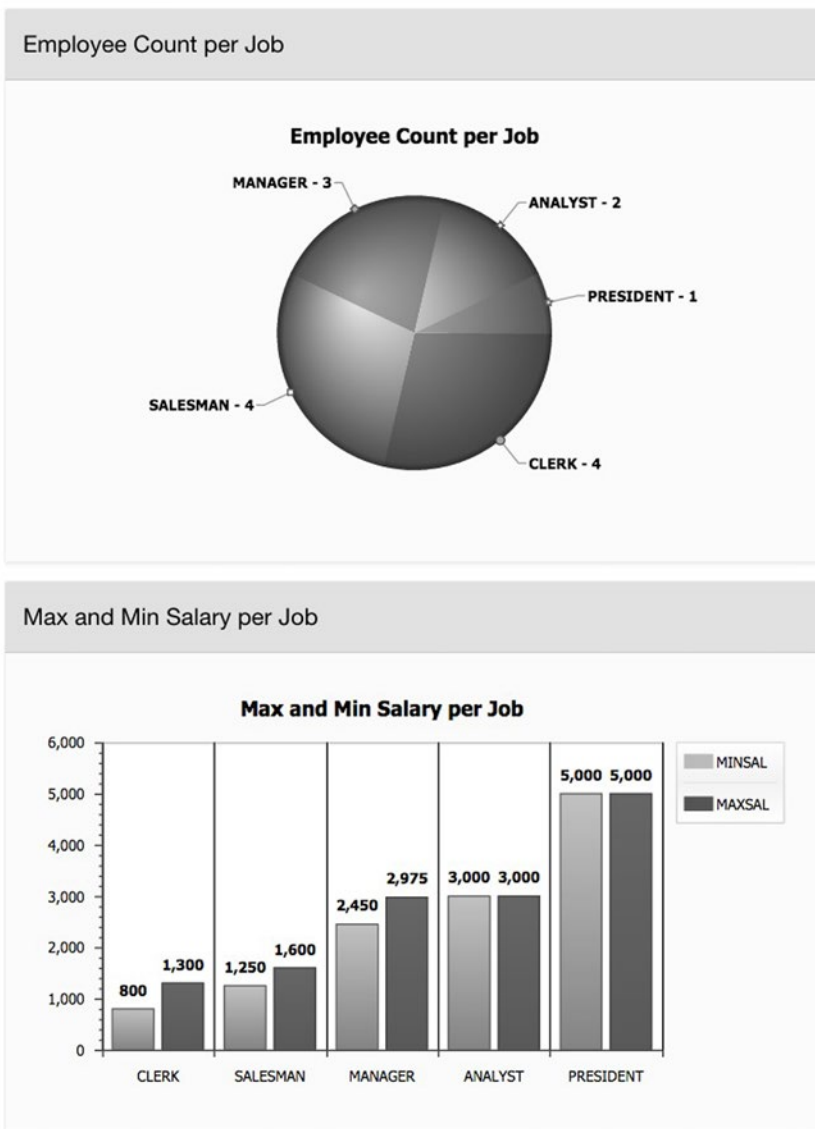 Employee Count per Job
Employee Count per Job
MANAGER - 3
ANALYST - 2
PRESIDENT - 1
SALESMAN - 4
CLERK - 4
Max and Min Salary per Job
Max and Min Salary per Job
6,000
5,000
4,000
3,000
2,000
1,000
0
800
1,300
1,250
1,600
2,450
2,975
3,000 3,000
5,000 5,000
CLERK SALESMAN MANAGER ANALYST PRESIDENT
MINSAL
MAXSAL